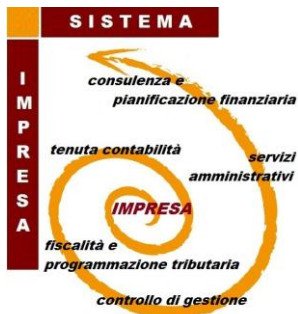 SISTEMA
IMPRESA
consulenza e
pianificazione finanziaria
tenuta contabilità
servizi
amministrativi
IMPRESA
fiscalità e
programmazione tributaria
controllo di gestione